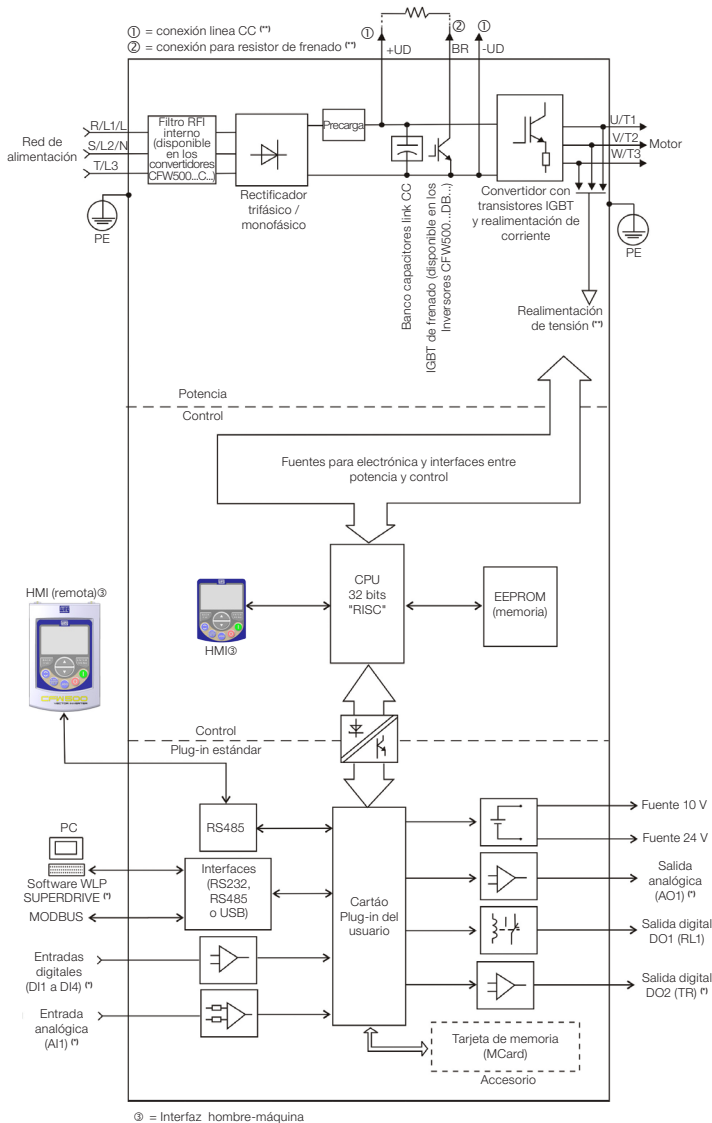 ① = conexión linea CC (**)
② = conexión para resistor de frenado (**)
①
+UD
②
BR
①
-UD
Red de
alimentación
R/L1/L
S/L2/N
T/L3
PE
Filtro RFI
interno
(disponible
en los
convertidores
CFW500...C...)
Rectificador
trifásico /
monofásico
Precarga
Banco capacitores link CC
IGBT de frenado (disponible en los
Inversores CFW500...DB...)
Convertidor con
transistores IGBT
y realimentación de
corriente
U/T1
V/T2
W/T3
Motor
PE
Realimentación
de tensión (**)
Potencia
Control
Fuentes para electrónica y interfaces entre
potencia y control
CPU
32 bits
"RISC"
EEPROM
(memoria)
HMI③
HMI (remota)③
CFW500
VECTOR INVERTER
Control
Plug-in estándar
RS485
PC
Software WLP
SUPERDRIVE (*)
MODBUS
Interfaces
(RS232,
RS485
o USB)
Entradas
digitales
(DI1 a DI4) (*)
Entrada
analógica
(AI1) (*)
Cartáo
Plug-in del
usuario
Fuente 10 V
Fuente 24 V
Salida
analógica
(AO1) (*)
Salida digital
DO1 (RL1)
Salida digital
DO2 (TR) (*)
Tarjeta de memoria
(MCard)
Accesorio
③ = Interfaz hombre-máquina